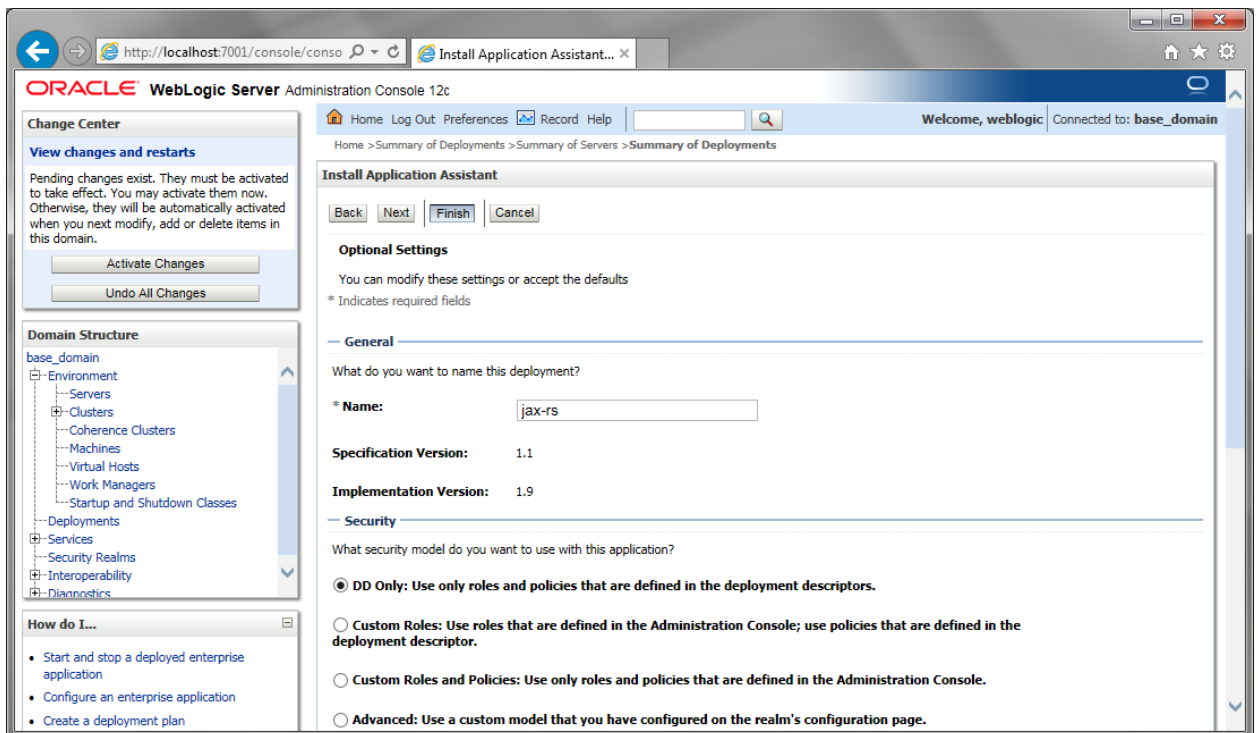 http://localhost:7001/console/conso
Install Application Assistant...
ORACLE WebLogic Server Administration Console 12c
Change Center
View changes and restarts
Pending changes exist. They must be activated
to take effect. You may activate them now.
Otherwise, they will be automatically activated
when you next modify, add or delete items in
this domain.
Activate Changes
Undo All Changes
Domain Structure
base_domain
Environment
Servers
Clusters
Coherence Clusters
Machines
Virtual Hosts
Work Managers
Startup and Shutdown Classes
Deployments
Services
Security Realms
Interoperability
Diagnostics
How do I...
• Start and stop a deployed enterprise
application
• Configure an enterprise application
• Create a deployment plan
Home Log Out Preferences Record Help
Welcome, weblogic Connected to: base_domain
Home >Summary of Deployments >Summary of Servers >Summary of Deployments
Install Application Assistant
Back Next Finish Cancel
Optional Settings
You can modify these settings or accept the defaults
* Indicates required fields
General
What do you want to name this deployment?
* Name: jax-rs
Specification Version: 1.1
Implementation Version: 1.9
Security
What security model do you want to use with this application?
DD Only: Use only roles and policies that are defined in the deployment descriptors.
Custom Roles: Use roles that are defined in the Administration Console; use policies that are defined in the
deployment descriptor.
Custom Roles and Policies: Use only roles and policies that are defined in the Administration Console.
Advanced: Use a custom model that you have configured on the realm's configuration page.